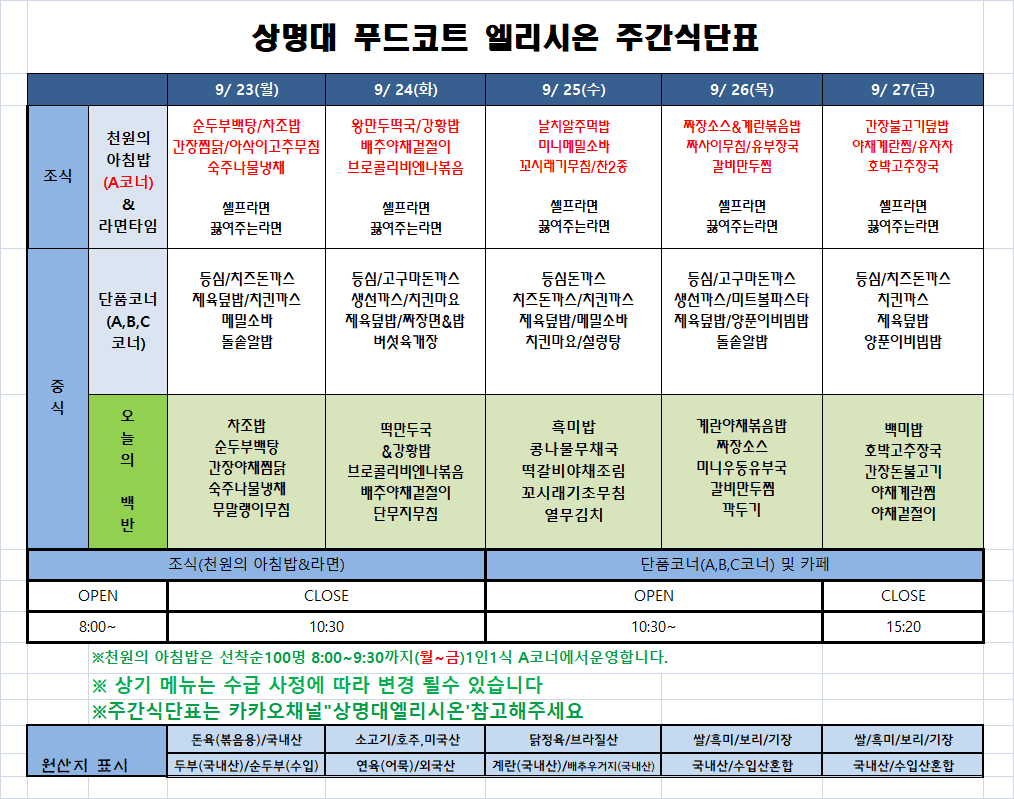 상명대 푸드코트 엘리시온 주간식단표
9/ 23(월) 9/ 24(화) 9/ 25(수) 9/ 26(목) 9/ 27(금)
조식
천원의
아침밥
(A코너)
&
라면타임
순두부백탕/차조밥
간장찜닭/아삭이고추무침
숙주나물냉채
셀프라면
끓여주는라면
왕만두떡국/강황밥
배추야채겉절이
브로콜리비엔나볶음
셀프라면
끓여주는라면
날치알주먹밥
미니메밀소바
꼬시래기무침/찬2종
셀프라면
끓여주는라면
짜장소스&계란볶음밥
짜사이무침/유부장국
갈비만두찜
셀프라면
끓여주는라면
간장불고기덮밥
야채계란찜/유자차
호박고추장국
셀프라면
끓여주는라면
중
식
단품코너
(A,B,C
코너)
등심/치즈돈까스
제육덮밥/치킨까스
메밀소바
돌솥알밥
등심/고구마돈까스
생선까스/치킨마요
제육덮밥/짜장면&밥
버섯육개장
등심돈까스
치즈돈까스/치킨까스
제육덮밥/메밀소바
치킨마요/설렁탕
등심/고구마돈까스
생선까스/미트볼파스타
제육덮밥/양푼이비빔밥
돌솥알밥
등심/치즈돈까스
치킨까스
제육덮밥
양푼이비빔밥
오
늘
의
백
반
차조밥
순두부백탕
간장야채찜닭
숙주나물냉채
무말랭이무침
떡만두국
&강황밥
브로콜리비엔나볶음
배추야채겉절이
단무지무침
흑미밥
콩나물무채국
떡갈비야채조림
꼬시래기초무침
열무김치
계란야채볶음밥
짜장소스
미니우동유부국
갈비만두찜
깍두기
백미밥
호박고추장국
간장돈불고기
야채계란찜
야채겉절이
조식(천원의 아침밥&라면) 단품코너(A,B,C코너) 및 카페
OPEN CLOSE OPEN CLOSE
8:00~ 10:30 10:30~ 15:20
※천원의 아침밥은 선착순100명 8:00~9:30까지(월~금)1인1식 A코너에서운영합니다.
※ 상기 메뉴는 수급 사정에 따라 변경 될수 있습니다
※주간식단표는 카카오채널"상명대엘리시온'참고해주세요
원산지 표시
돈육(볶음용)/국내산 소고기/호주,미국산 닭정육/브라질산 쌀/흑미/보리/기장 쌀/흑미/보리/기장
두부(국내산)/순두부(수입) 연육(어묵)/외국산 계란(국내산)/배추우거지(국내산) 국내산/수입산혼합 국내산/수입산혼합